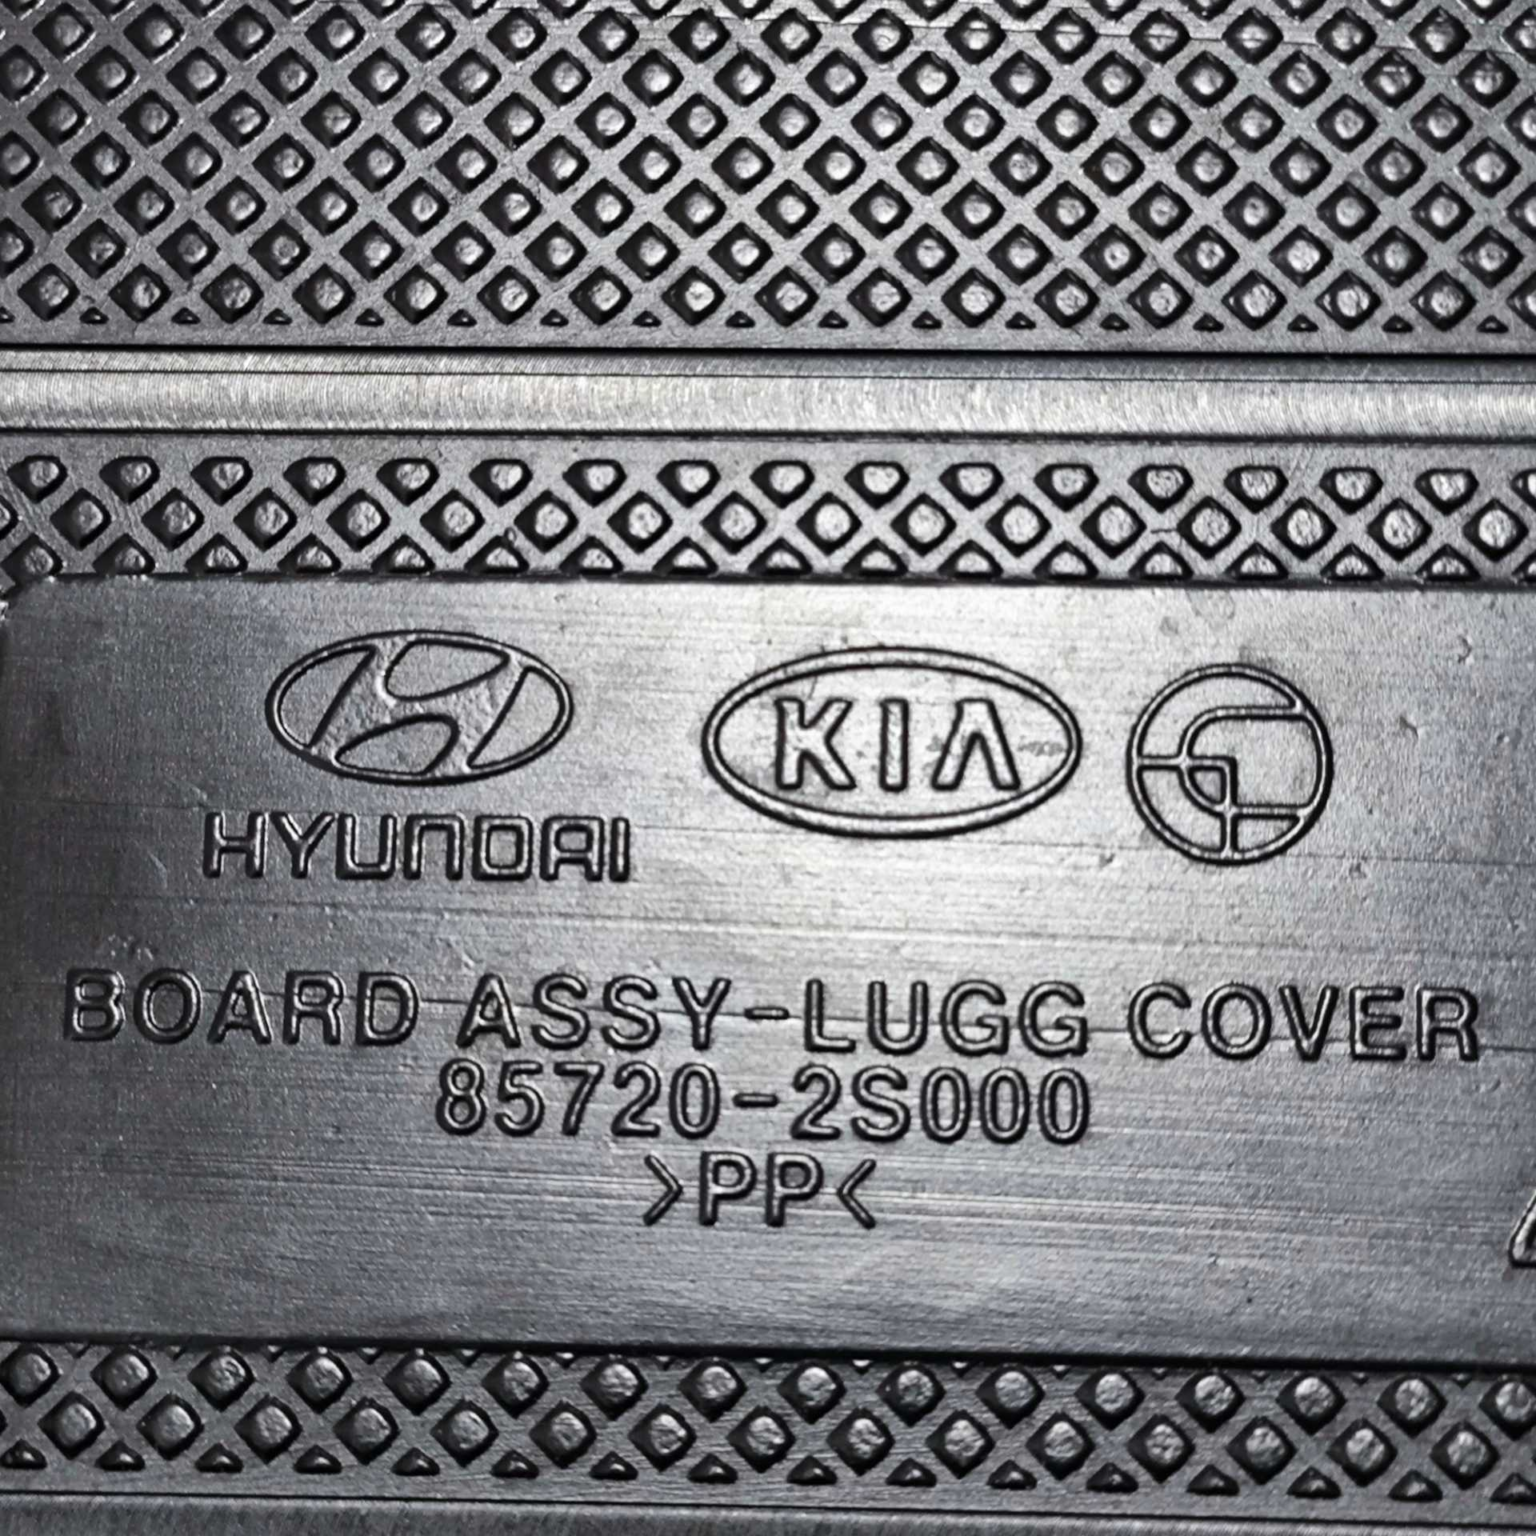 HYUNDAI
KIA
BOARD ASSY-LUGG COVER
85720-2S000
>PP<